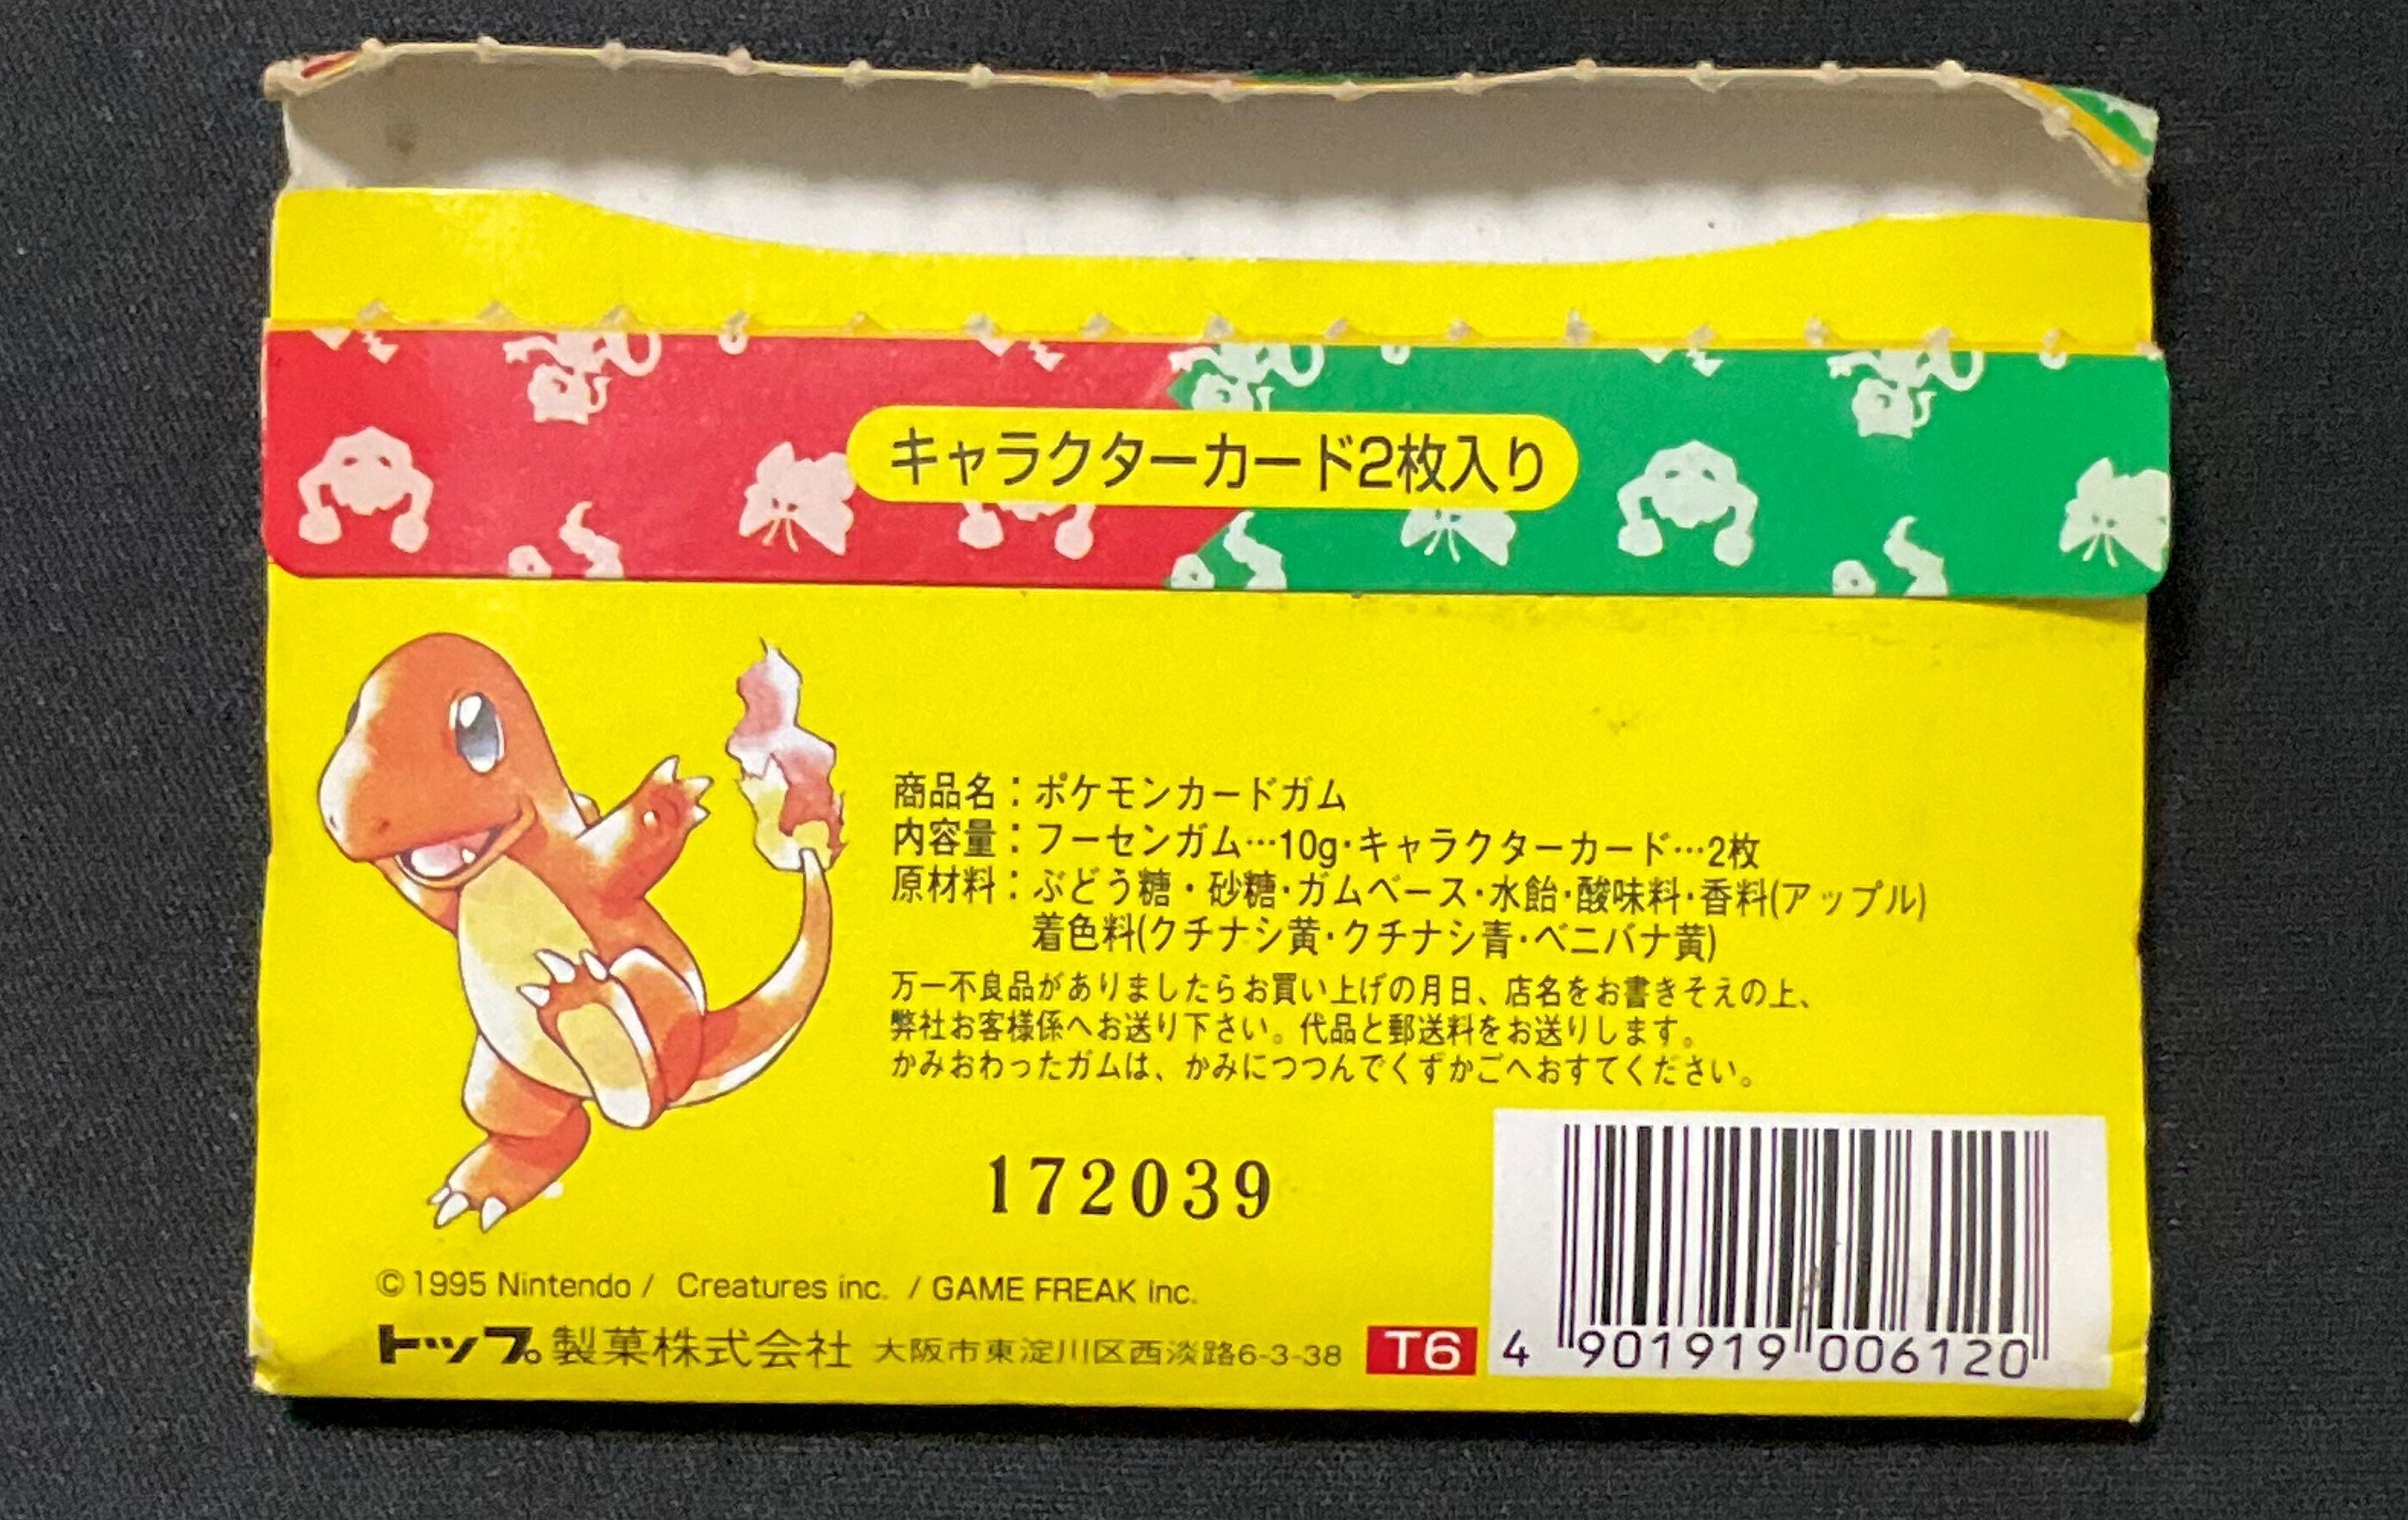 キャラクターカード2枚入り
商品名：ポケモンカードガム
内容量：フーセンガム…10g・キャラクターカード…2枚
原材料：ぶどう糖・砂糖・ガムベース・水飴・酸味料・香料(アップル)
着色料(クチナシ黄・クチナシ青・ベニバナ黄)
万一不良品がありましたらお買い上げの月日、店名をお書きそえの上、
弊社お客様係へお送り下さい。代品と郵送料をお送りします。
かみおわったガムは、かみにつつんでくずかごへおすてください。
172039
©1995 Nintendo / Creatures inc. / GAME FREAK inc.
トップ製菓株式会社 大阪市東淀川区西淡路6-3-38 T6
4 901919 006120